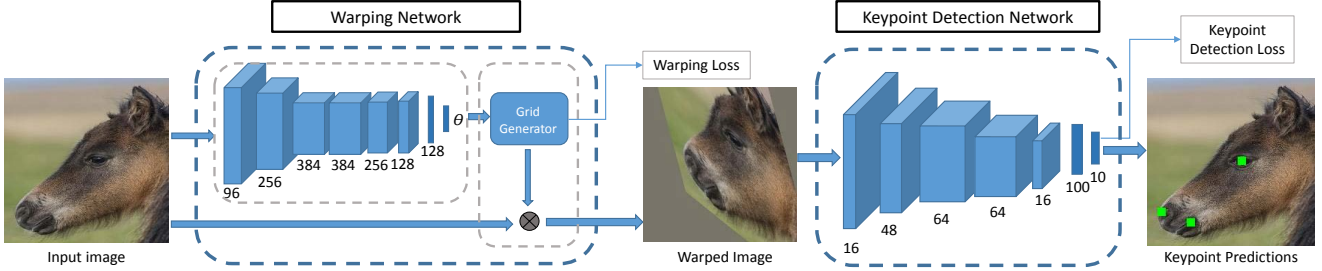 Warping Network
Keypoint Detection Network
Keypoint
Detection Loss
Warping Loss
Grid
Generator
θ
96
256
384
384
256
128
128
16
48
64
64
16
100
10
Input image
Warped Image
Keypoint Predictions